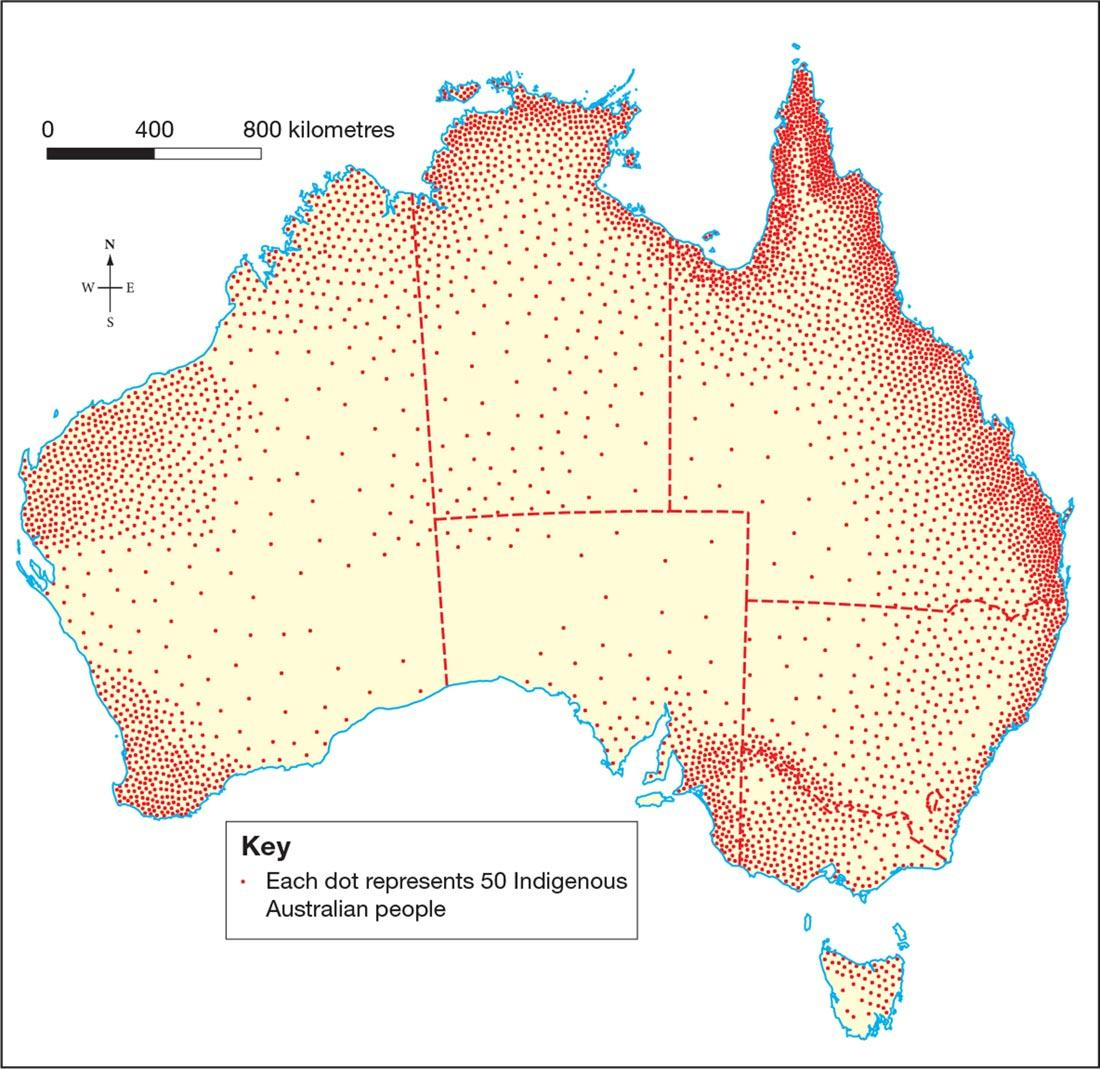 0 400 800 kilometres
N
W E
S
Key
Each dot represents 50 Indigenous
Australian people